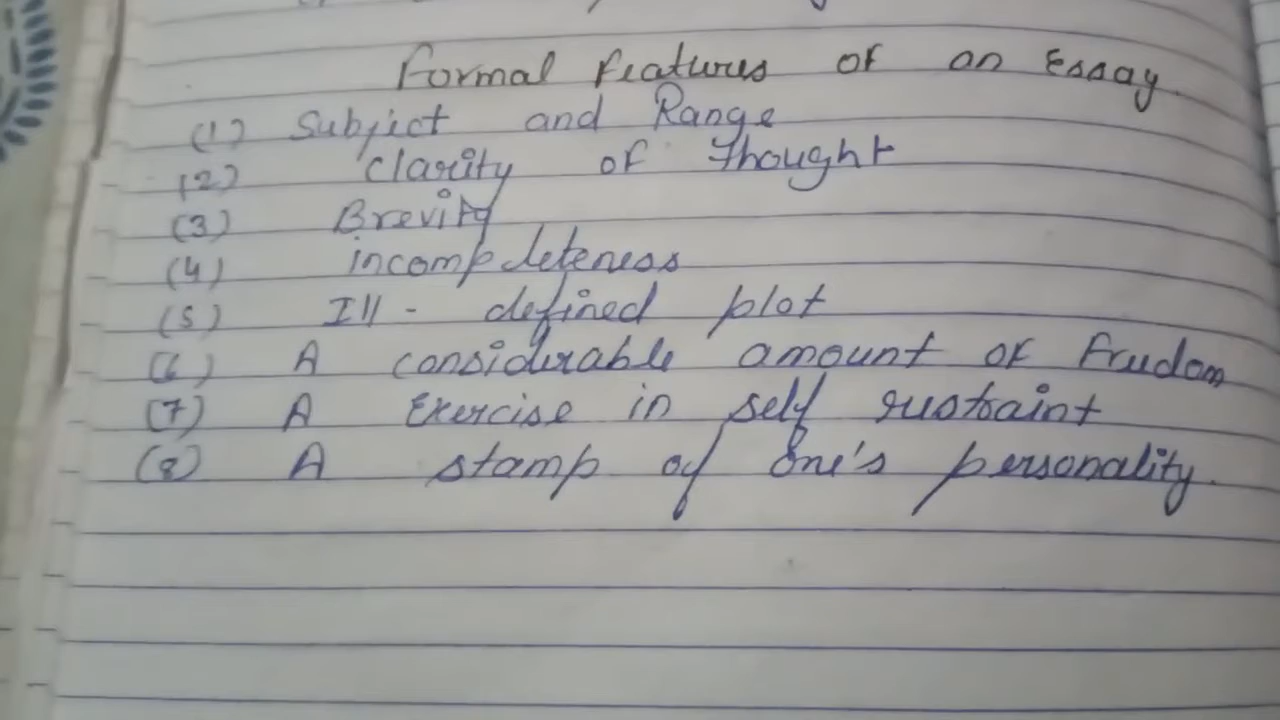 Formal Features of an Essay
(1) Subject and Range
(2) Clarity of Thought
(3) Brevity
(4) incompleteness
(5) Ill-defined plot
(6) A considerable amount of Freedom
(7) A Exercise in self restraint
(8) A stamp of One's personality.